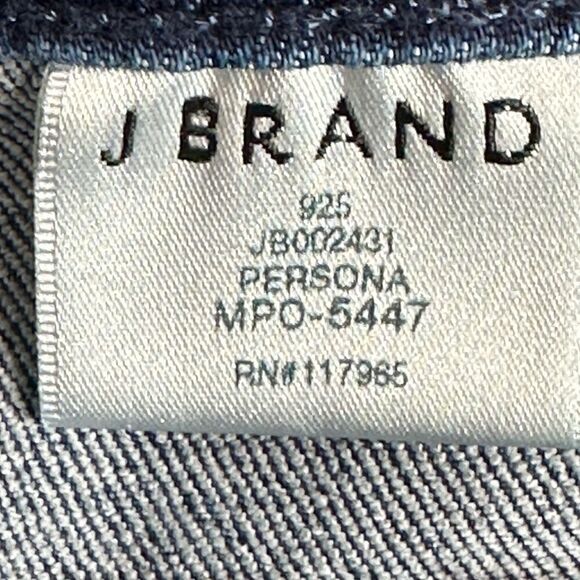 J BRAND
925
JB002431
PERSONA
MPO-5447
RN#117965